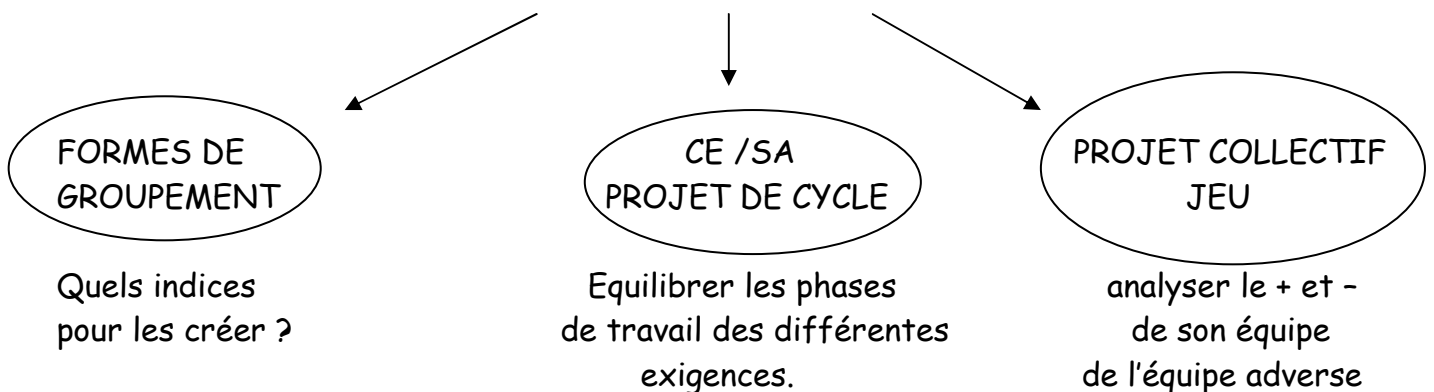 FORMES DE
GROUPEMENT
Quels indices
pour les créer ?
CE /SA
PROJET DE CYCLE
Equilibrer les phases
de travail des différentes
exigences.
PROJET COLLECTIF
JEU
analyser le + et –
de son équipe
de l'équipe adverse